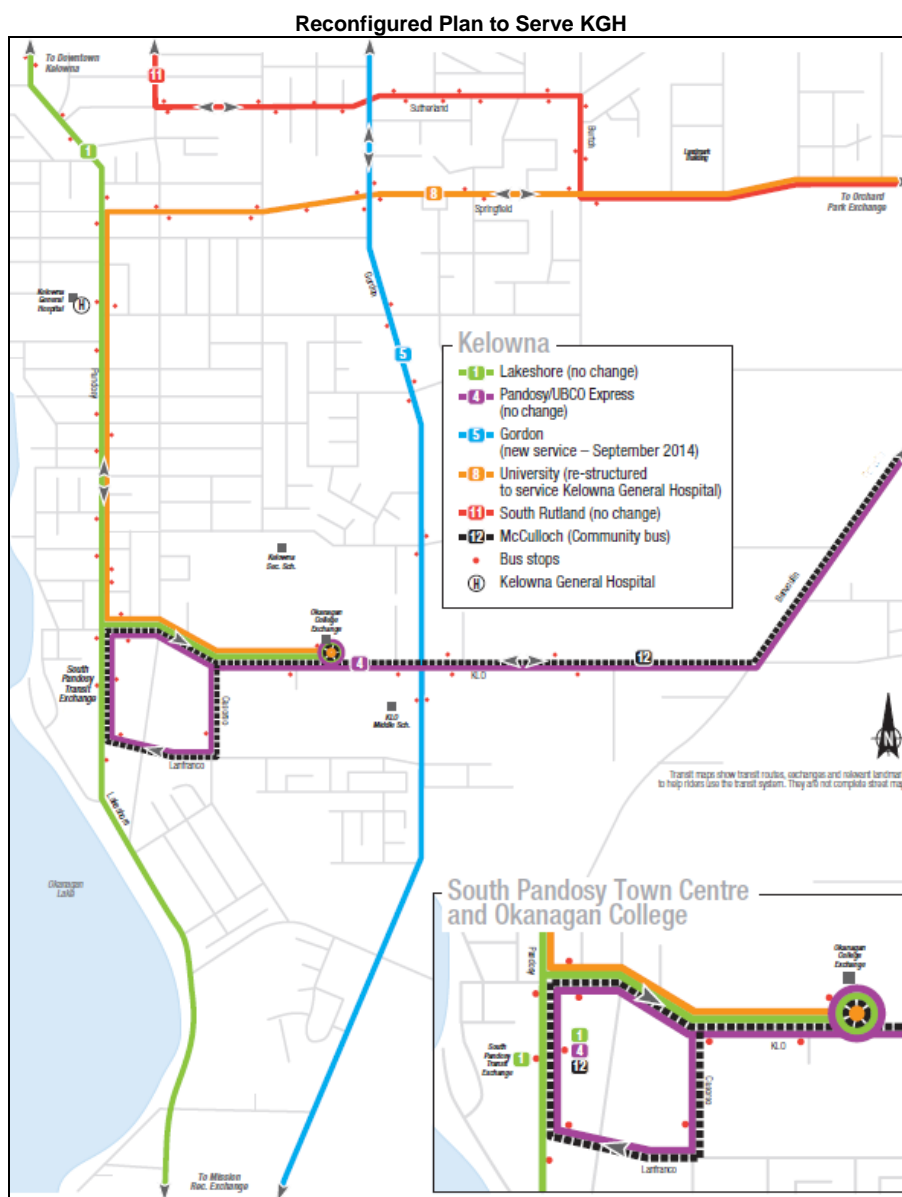 Reconfigured Plan to Serve KGH
To Downtown
Kelowna
11
Sutherland
1
Burtch
Landmark
Building
8
Springfield
To Orchard
Park Exchange
Kelowna
General
Hospital
H
Gordon
5
Pandosy
Kelowna
1 Lakeshore (no change)
4 Pandosy/UBCO Express
(no change)
5 Gordon
(new service – September 2014)
8 University (re-structured
to service Kelowna General Hospital)
11 South Rutland (no change)
12 McCulloch (Community bus)
Bus stops
H Kelowna General Hospital
Benvoulin
Kelowna
Sec. Sch.
Okanagan
College
Exchange
4
12
KLO
South
Pandosy
Transit
Exchange
Casorso
KLO
Middle Sch.
Lanfranco
N
Transit maps show transit routes, exchanges and relevant landmar
to help riders use the transit system. They are not complete street map
Lakeshore
Okanagan
Lake
South Pandosy Town Centre
and Okanagan College
Pandosy
Okanagan
College
Exchange
1
4
12
South
Pandosy
Transit
Exchange
1
KLO
Casorso
Lanfranco
To Mission
Rec. Exchange